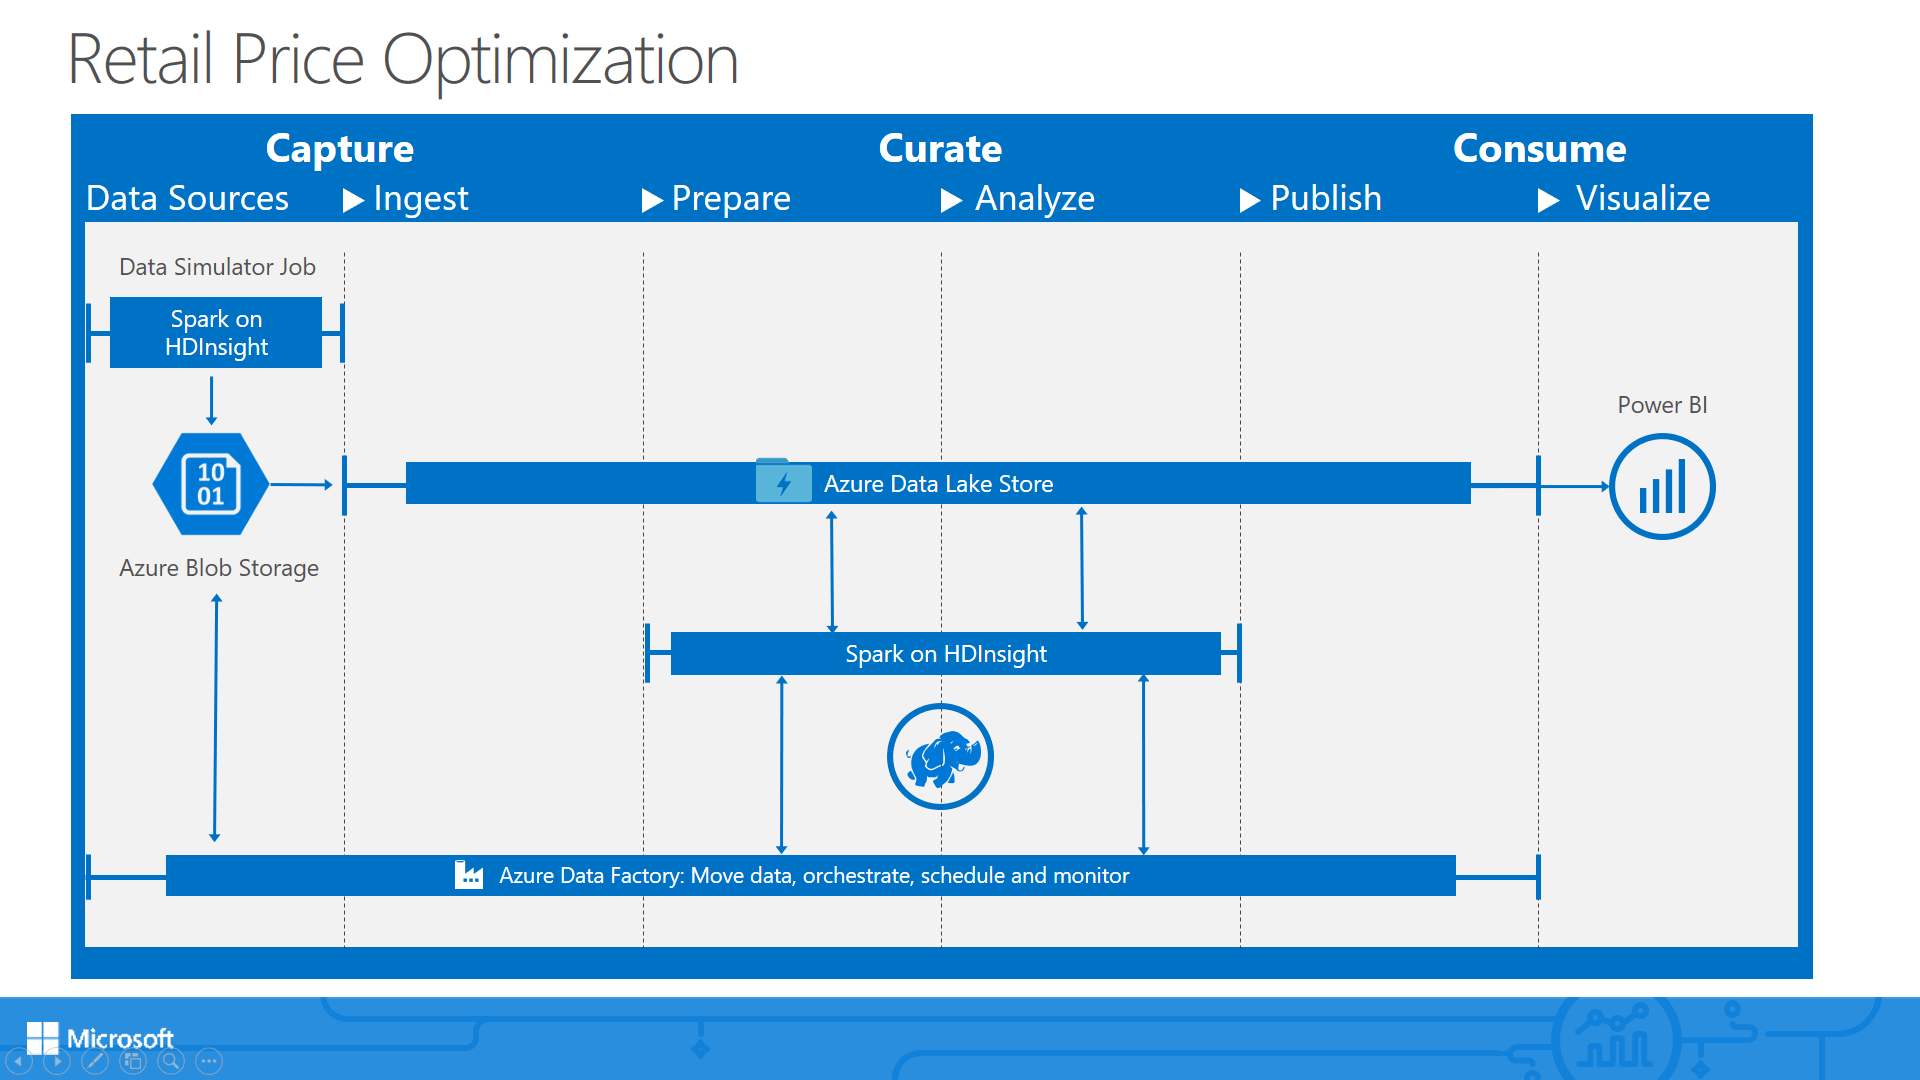 Retail Price Optimization
Capture
Curate
Consume
Data Sources
Ingest
Prepare
Analyze
Publish
Visualize
Data Simulator Job
Spark on
HDInsight
Power BI
10
01
Azure Data Lake Store
Azure Blob Storage
Spark on HDInsight
Azure Data Factory: Move data, orchestrate, schedule and monitor
Microsoft